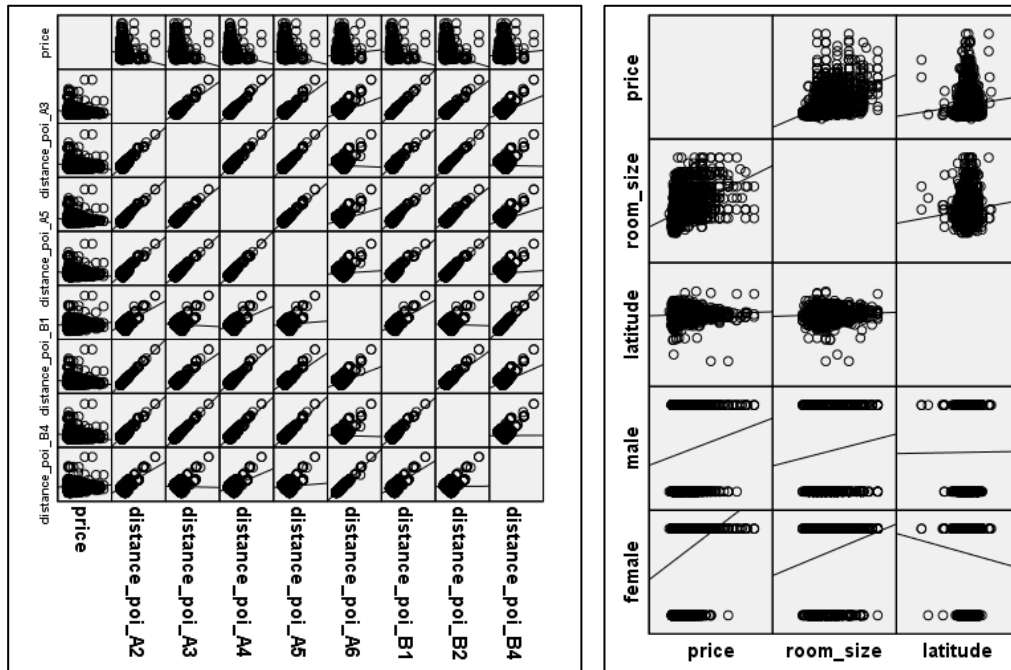 price
distance_poi_A3
distance_poi_A5
distance_poi_B1
distance_poi_B4
price
distance_poi_A2
distance_poi_A3
distance_poi_A4
distance_poi_A5
distance_poi_A6
distance_poi_B1
distance_poi_B2
distance_poi_B4
price
room_size
latitude
male
female
price
room_size
latitude